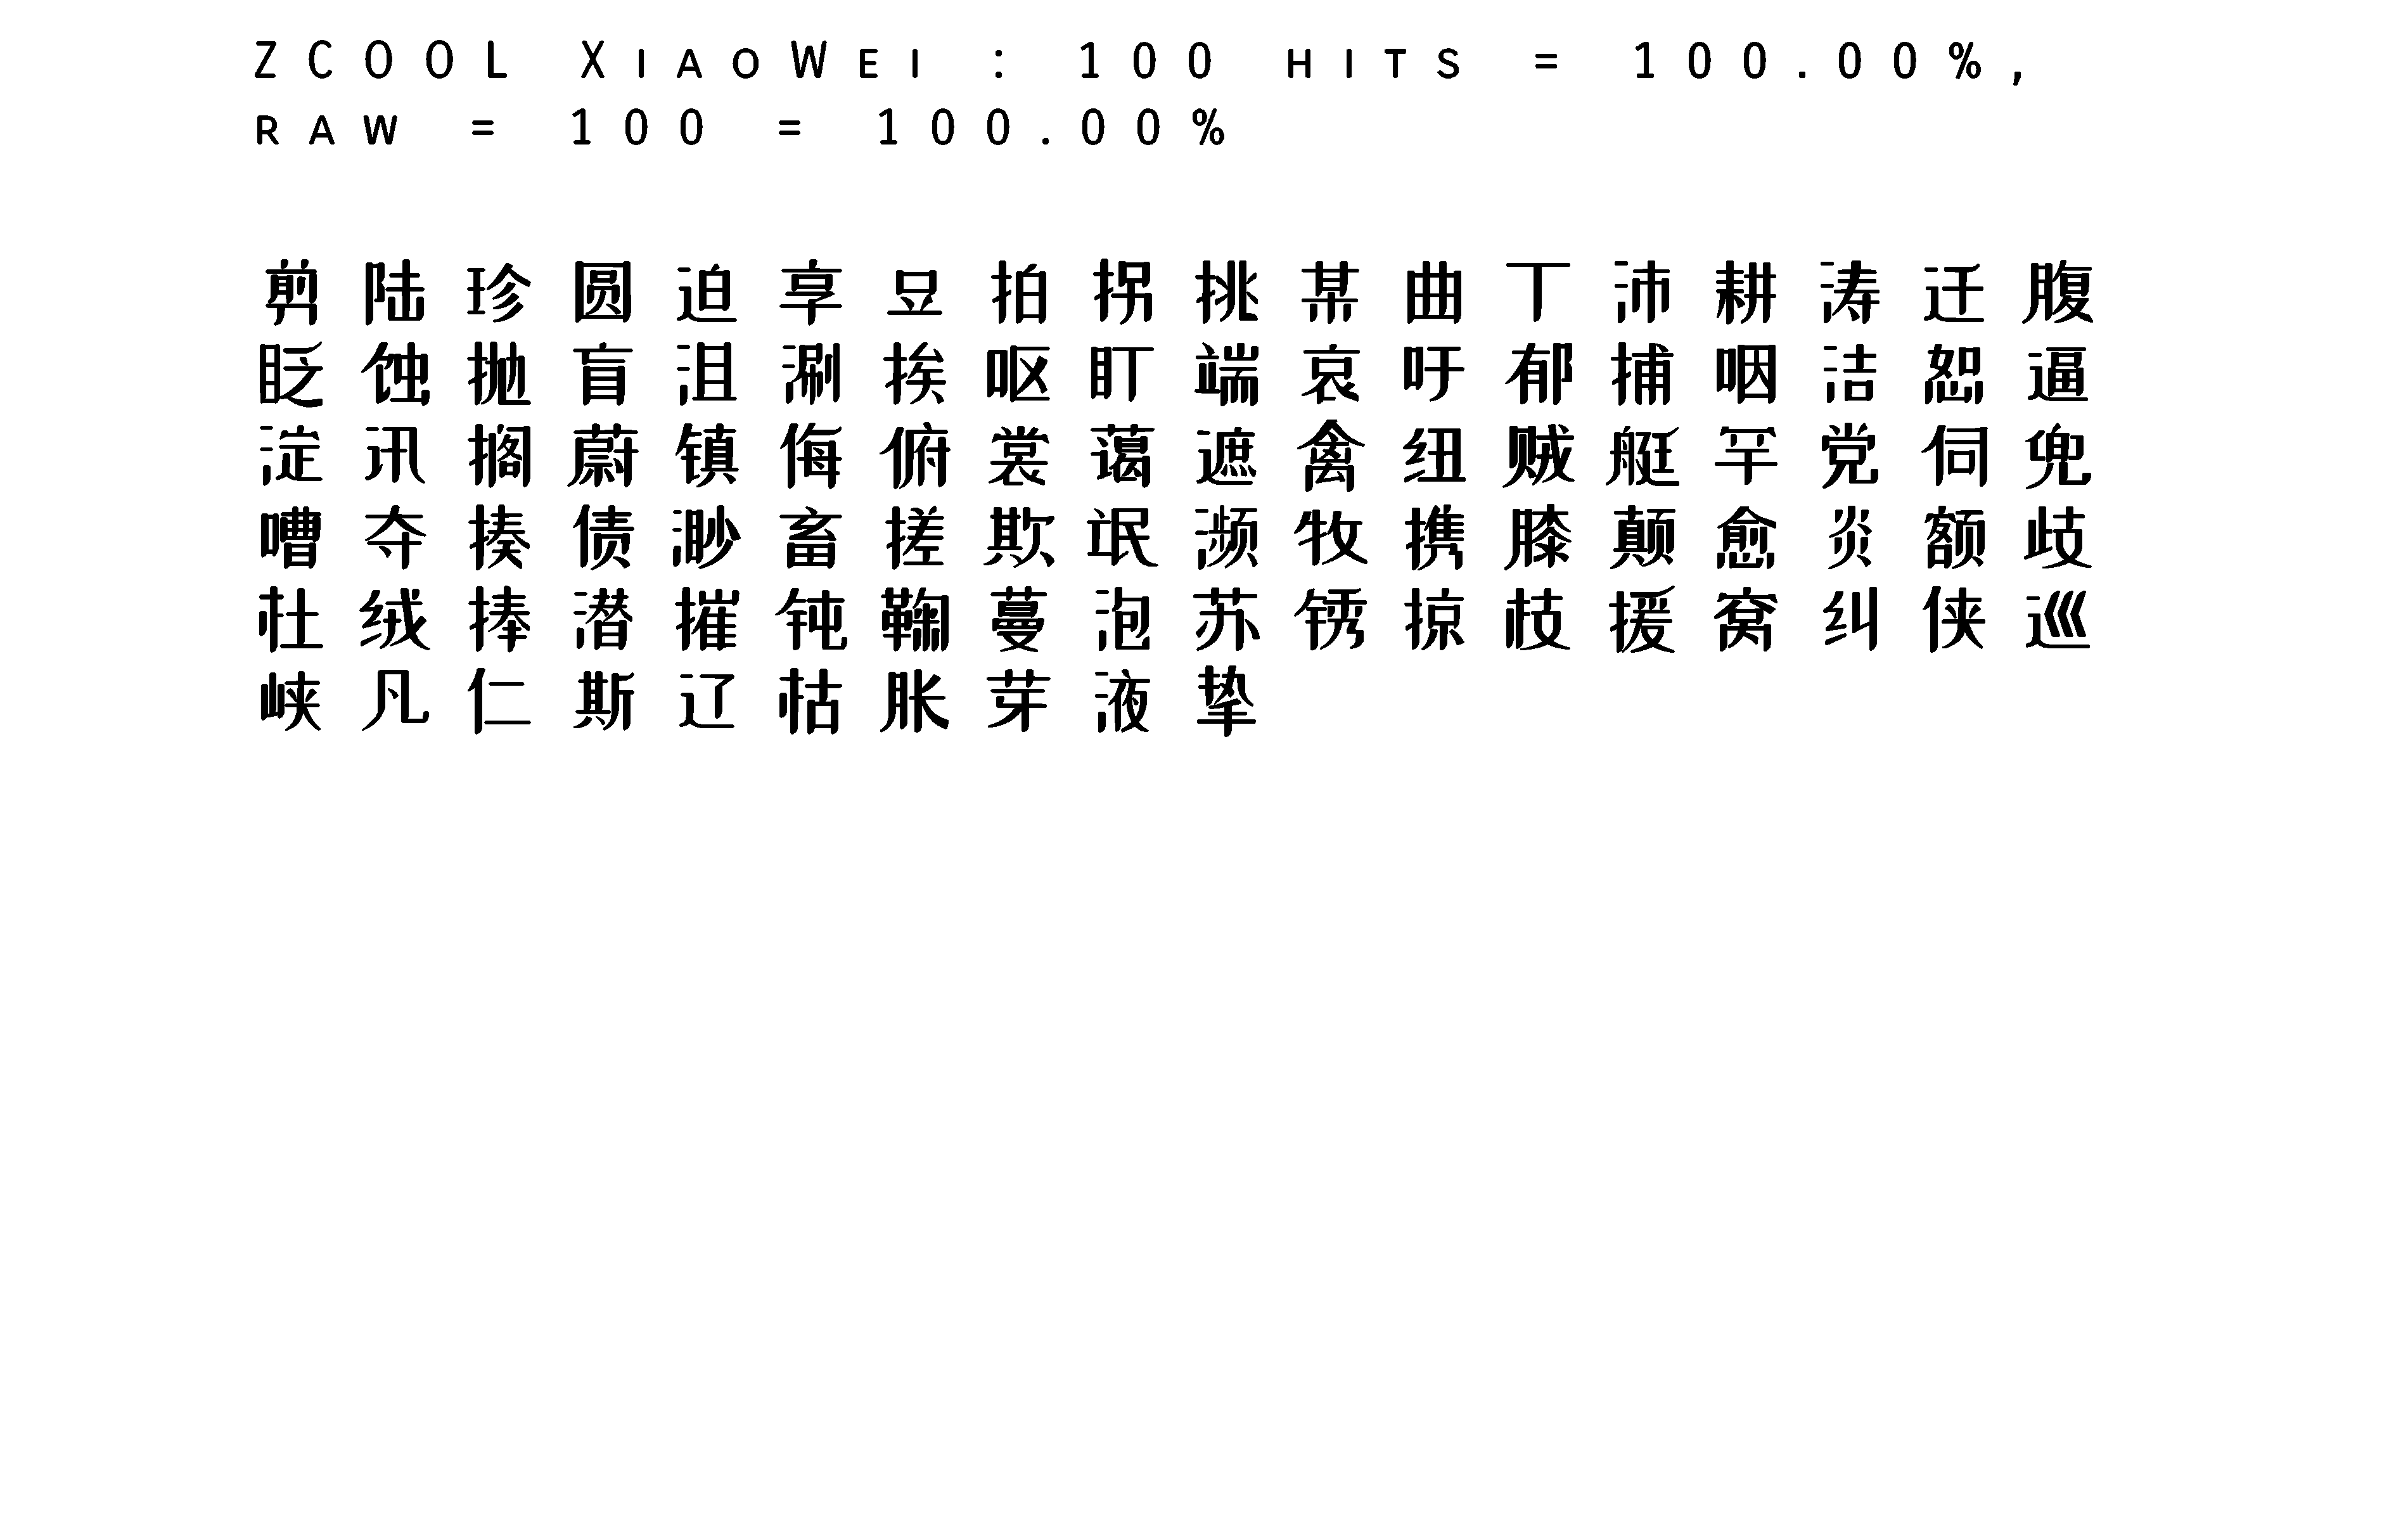 ZCOOL XiaoWei : 100 hits = 100.00%,
raw = 100 = 100.00%
剪陆珍圆迫享豆拍拐挑某曲丁沛耕涛迁腹
眨蚀抛盲沮涮挨呕盯端哀吁郁捕咽洁恕逼
淀讯搁蔚镇侮俯裳蔼遮禽纽贼艇罕党伺兜
嘈夺揍债渺畜搓欺氓濒牧携膝颠愈炎额歧
杜绒捧潜摧钝鞠蔓泡苏锈掠枝援窝纠侠巡
峡凡仁斯辽怙胀芽液挚